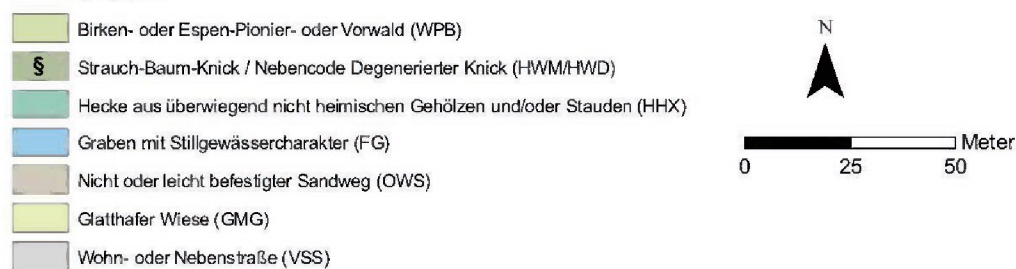 Birken- oder Espen-Pionier- oder Vorwald (WPB)
§ Strauch-Baum-Knick / Nebencode Degenerierter Knick (HWM/HWD)
Hecke aus überwiegend nicht heimischen Gehölzen und/oder Stauden (HHX)
Graben mit Stillgewässercharakter (FG)
Nicht oder leicht befestigter Sandweg (OWS)
Glatthafer Wiese (GMG)
Wohn- oder Nebenstraße (VSS)
N
Meter
0 25 50